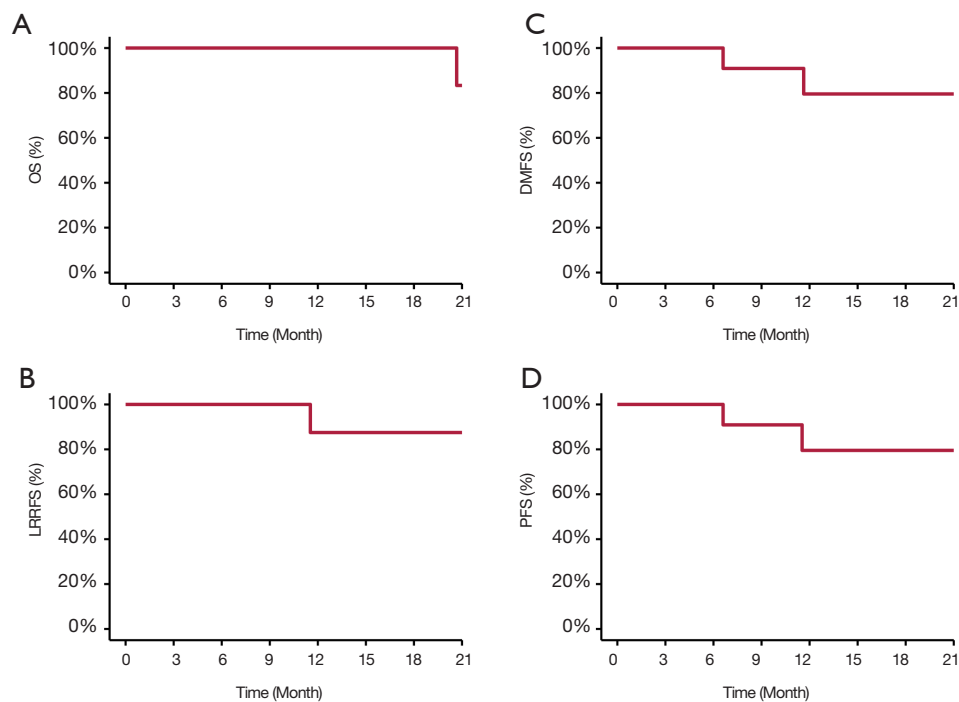 A
100%
80%
60%
40%
20%
0%
OS (%)
0 3 6 9 12 15 18 21
Time (Month)
B
100%
80%
60%
40%
20%
0%
LRRFS (%)
0 3 6 9 12 15 18 21
Time (Month)
C
100%
80%
60%
40%
20%
0%
DMFS (%)
0 3 6 9 12 15 18 21
Time (Month)
D
100%
80%
60%
40%
20%
0%
PFS (%)
0 3 6 9 12 15 18 21
Time (Month)